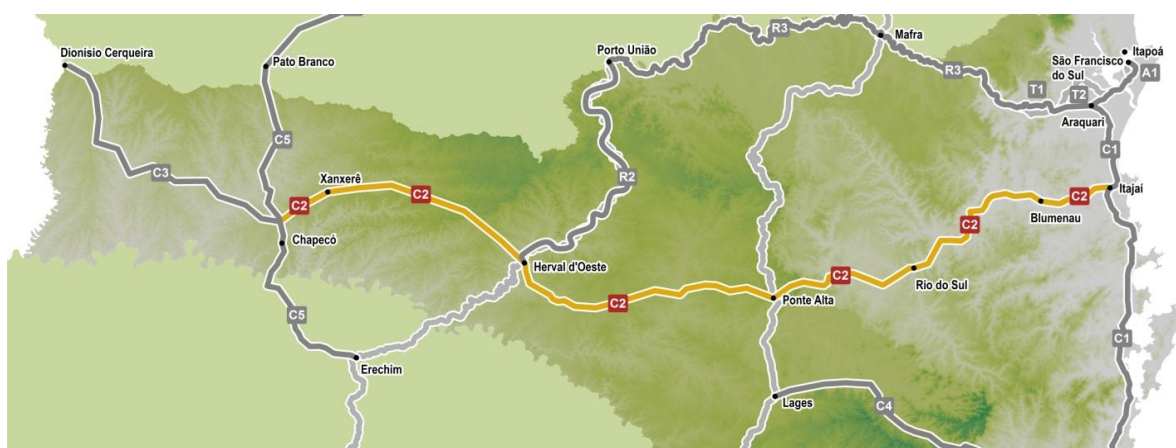 R3
Mafra
Itapoá
Dionísio Cerqueira
Porto União
Pato Branco
São Francisco
do Sul
R3
A1
T1
T2
Araquari
C5
C1
C3
Xanxerê
R2
C2
C2
Itajaí
C2
Blumenau
C2
Chapecó
Herval d'Oeste
C2
Rio do Sul
C2
Ponte Alta
C5
C1
Erechim
Lages
C4